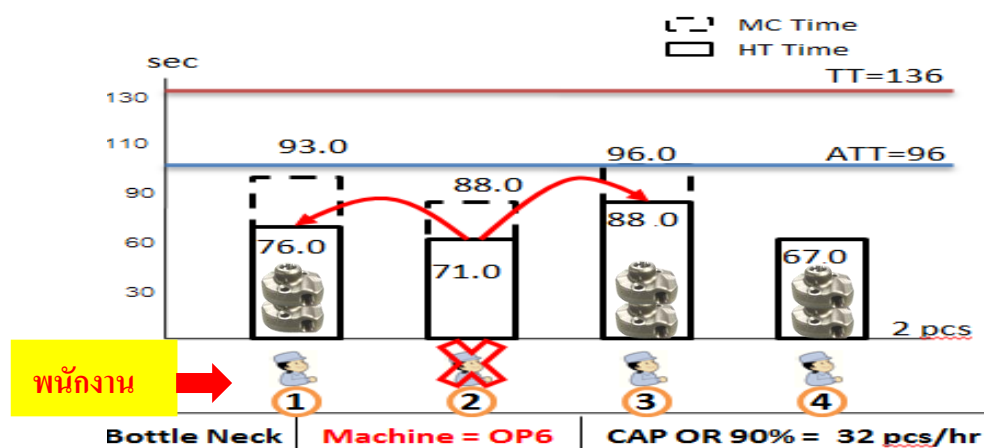 MC Time
HT Time
sec
TT=136
130
110
93.0
96.0
ATT=96
90
88.0
88.0
60
76.0
71.0
67.0
30
2 pcs
พนักงาน
1 2 3 4
Bottle Neck Machine = OP6 CAP OR 90% = 32 pcs/hr